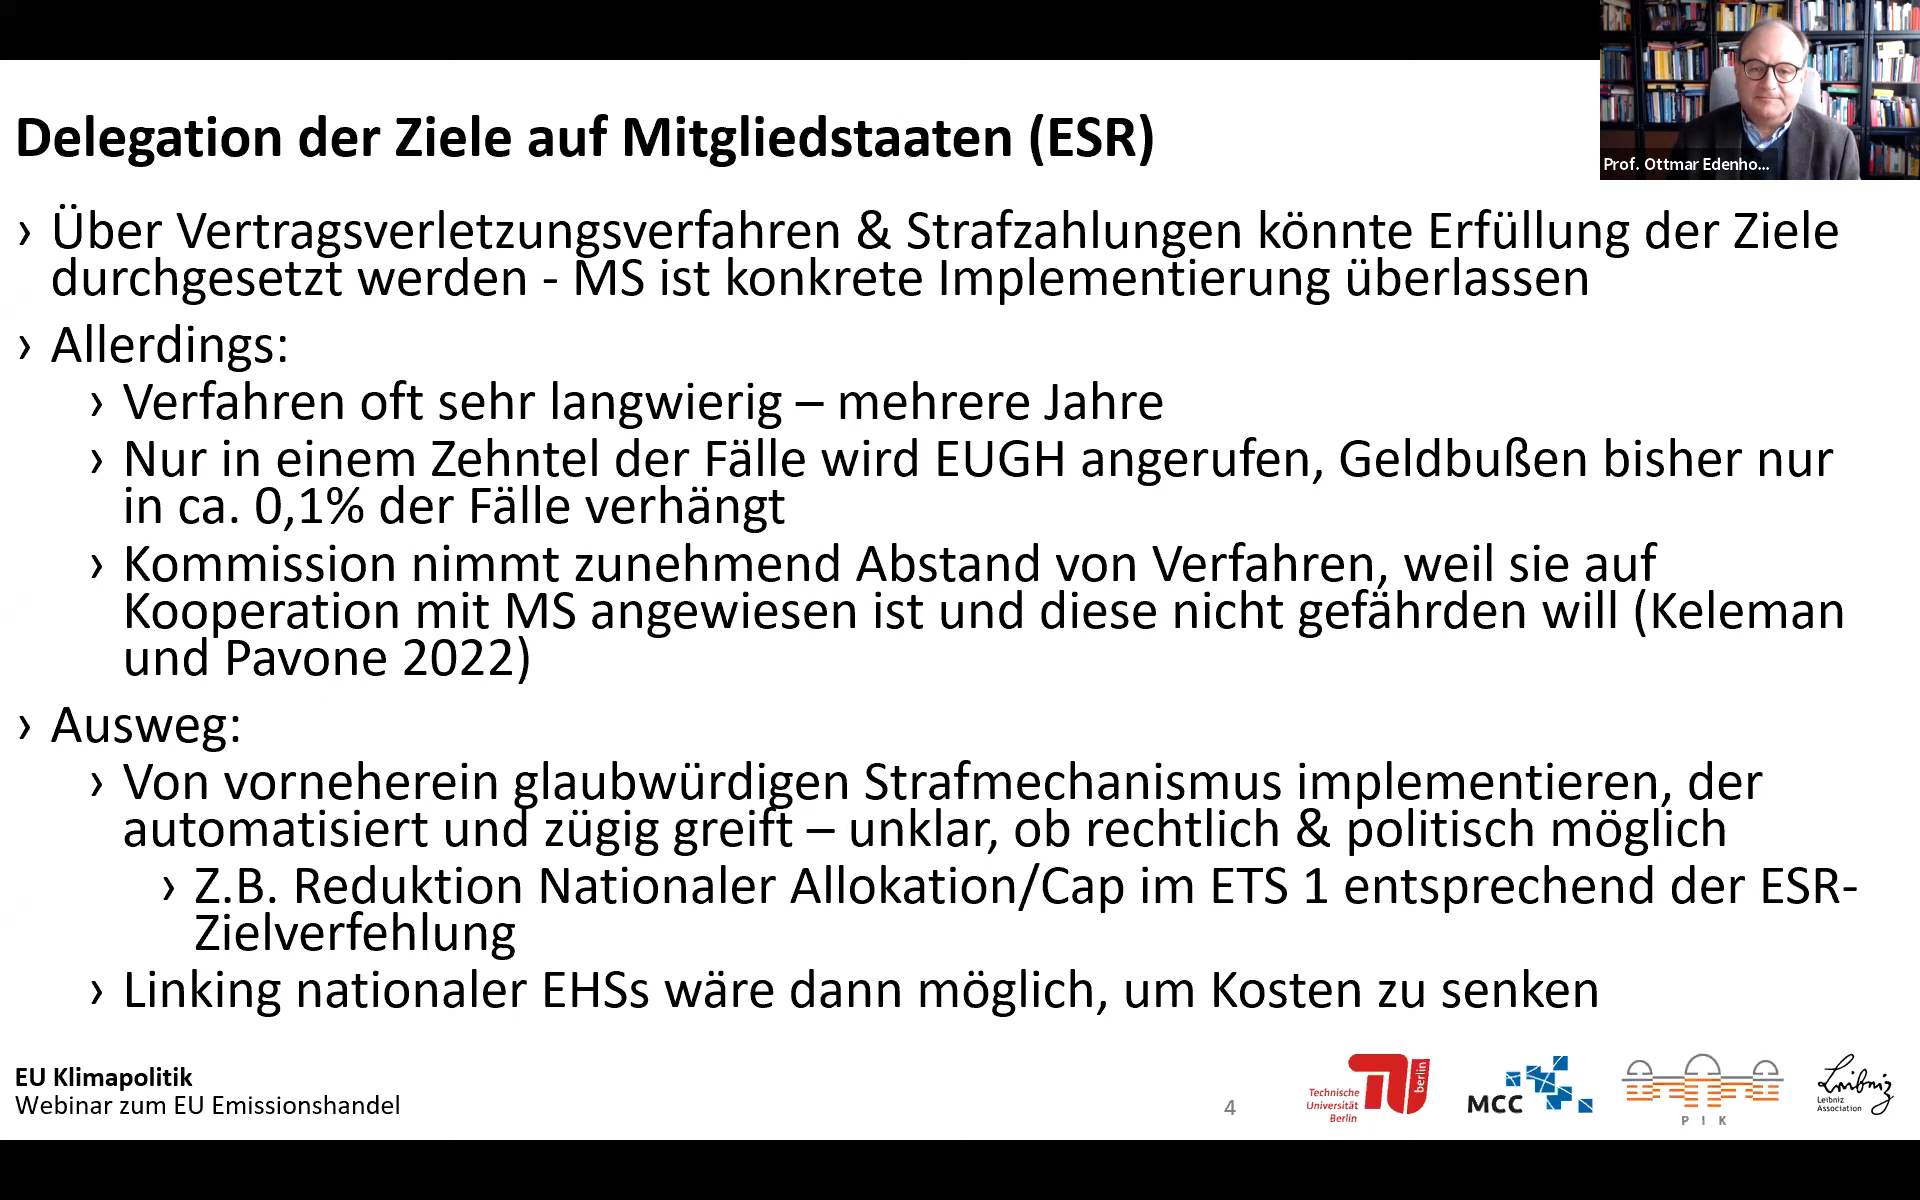 Prof. Ottmar Edenho...
Delegation der Ziele auf Mitgliedstaaten (ESR)
› Über Vertragsverletzungsverfahren & Strafzahlungen könnte Erfüllung der Ziele
durchgesetzt werden - MS ist konkrete Implementierung überlassen
› Allerdings:
› Verfahren oft sehr langwierig – mehrere Jahre
› Nur in einem Zehntel der Fälle wird EUGH angerufen, Geldbußen bisher nur
in ca. 0,1% der Fälle verhängt
› Kommission nimmt zunehmend Abstand von Verfahren, weil sie auf
Kooperation mit MS angewiesen ist und diese nicht gefährden will (Keleman
und Pavone 2022)
› Ausweg:
› Von vorneherein glaubwürdigen Strafmechanismus implementieren, der
automatisiert und zügig greift – unklar, ob rechtlich & politisch möglich
› Z.B. Reduktion Nationaler Allokation/Cap im ETS 1 entsprechend der ESR-
Zielverfehlung
› Linking nationaler EHSs wäre dann möglich, um Kosten zu senken
EU Klimapolitik
Webinar zum EU Emissionshandel
4
Technische
Universität
Berlin
berlin
MCC
P I K
Leibniz
Leibniz
Association